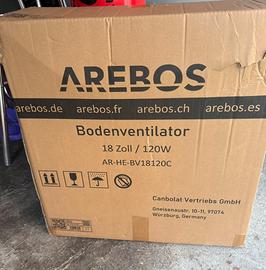 AREBOS
arebos.de arebos.fr arebos.ch arebos.es
Bodenventilator
18 Zoll / 120W
AR-HE-BV18120C
Canbolat Vertriebs GmbH
Gneisenaustr. 10-11, 97074
Würzburg, Germany